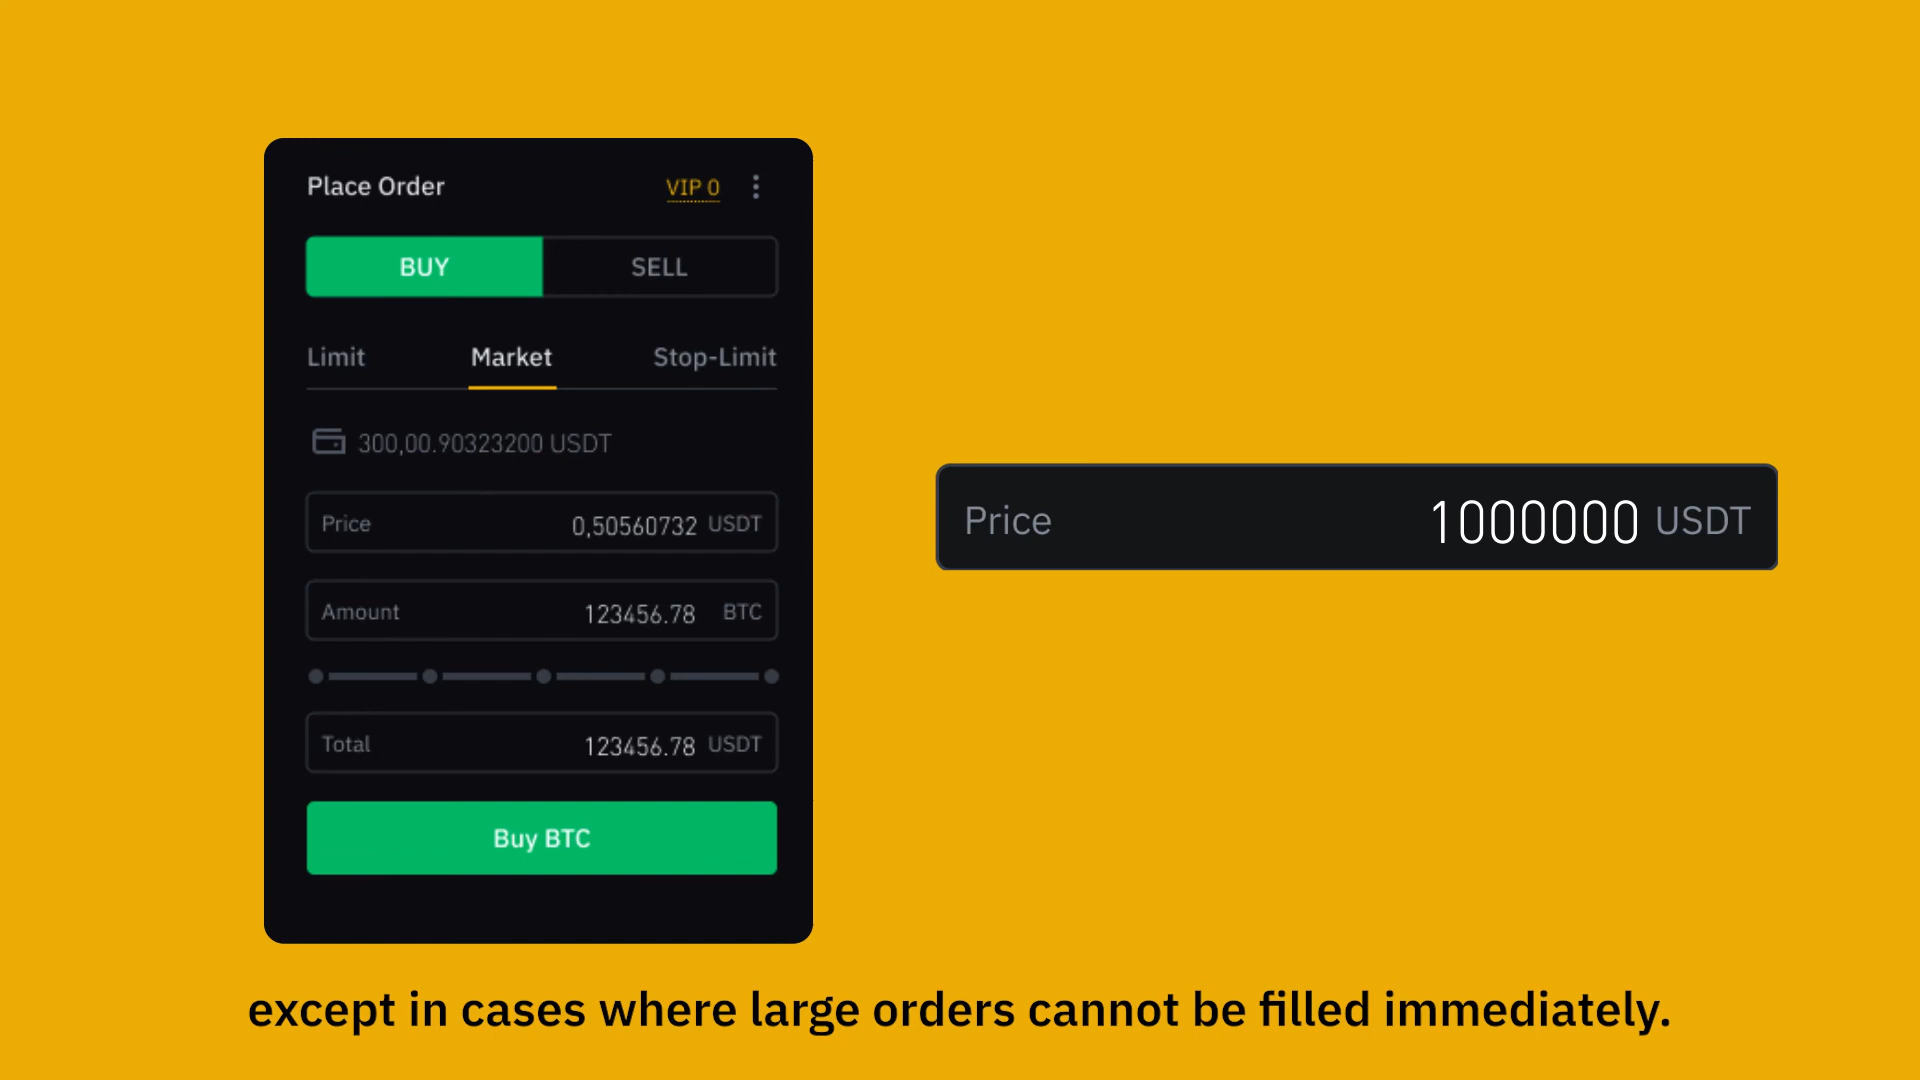 Place Order VIP 0
BUY SELL
Limit Market Stop-Limit
300,00.90323200 USDT
Price 0,50560732 USDT
Amount 123456.78 BTC
Total 123456.78 USDT
Buy BTC
Price 1000000 USDT
except in cases where large orders cannot be filled immediately.